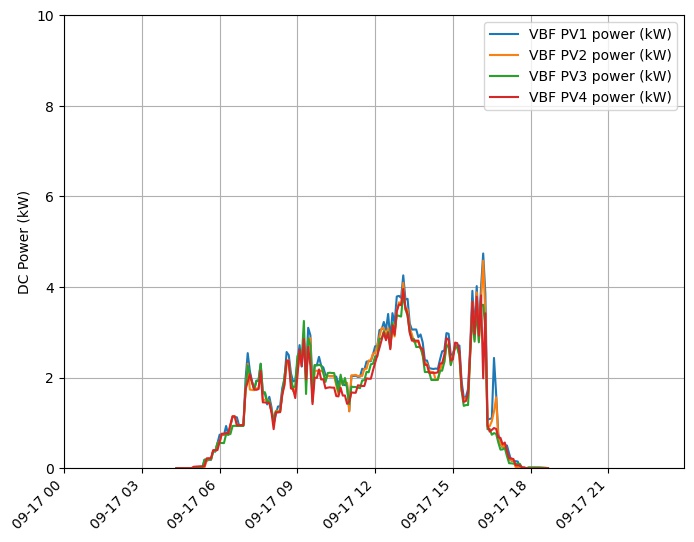 10
8
6
4
2
0
DC Power (kW)
VBF PV1 power (kW)
VBF PV2 power (kW)
VBF PV3 power (kW)
VBF PV4 power (kW)
09-17 00
09-17 03
09-17 06
09-17 09
09-17 12
09-17 15
09-17 18
09-17 21